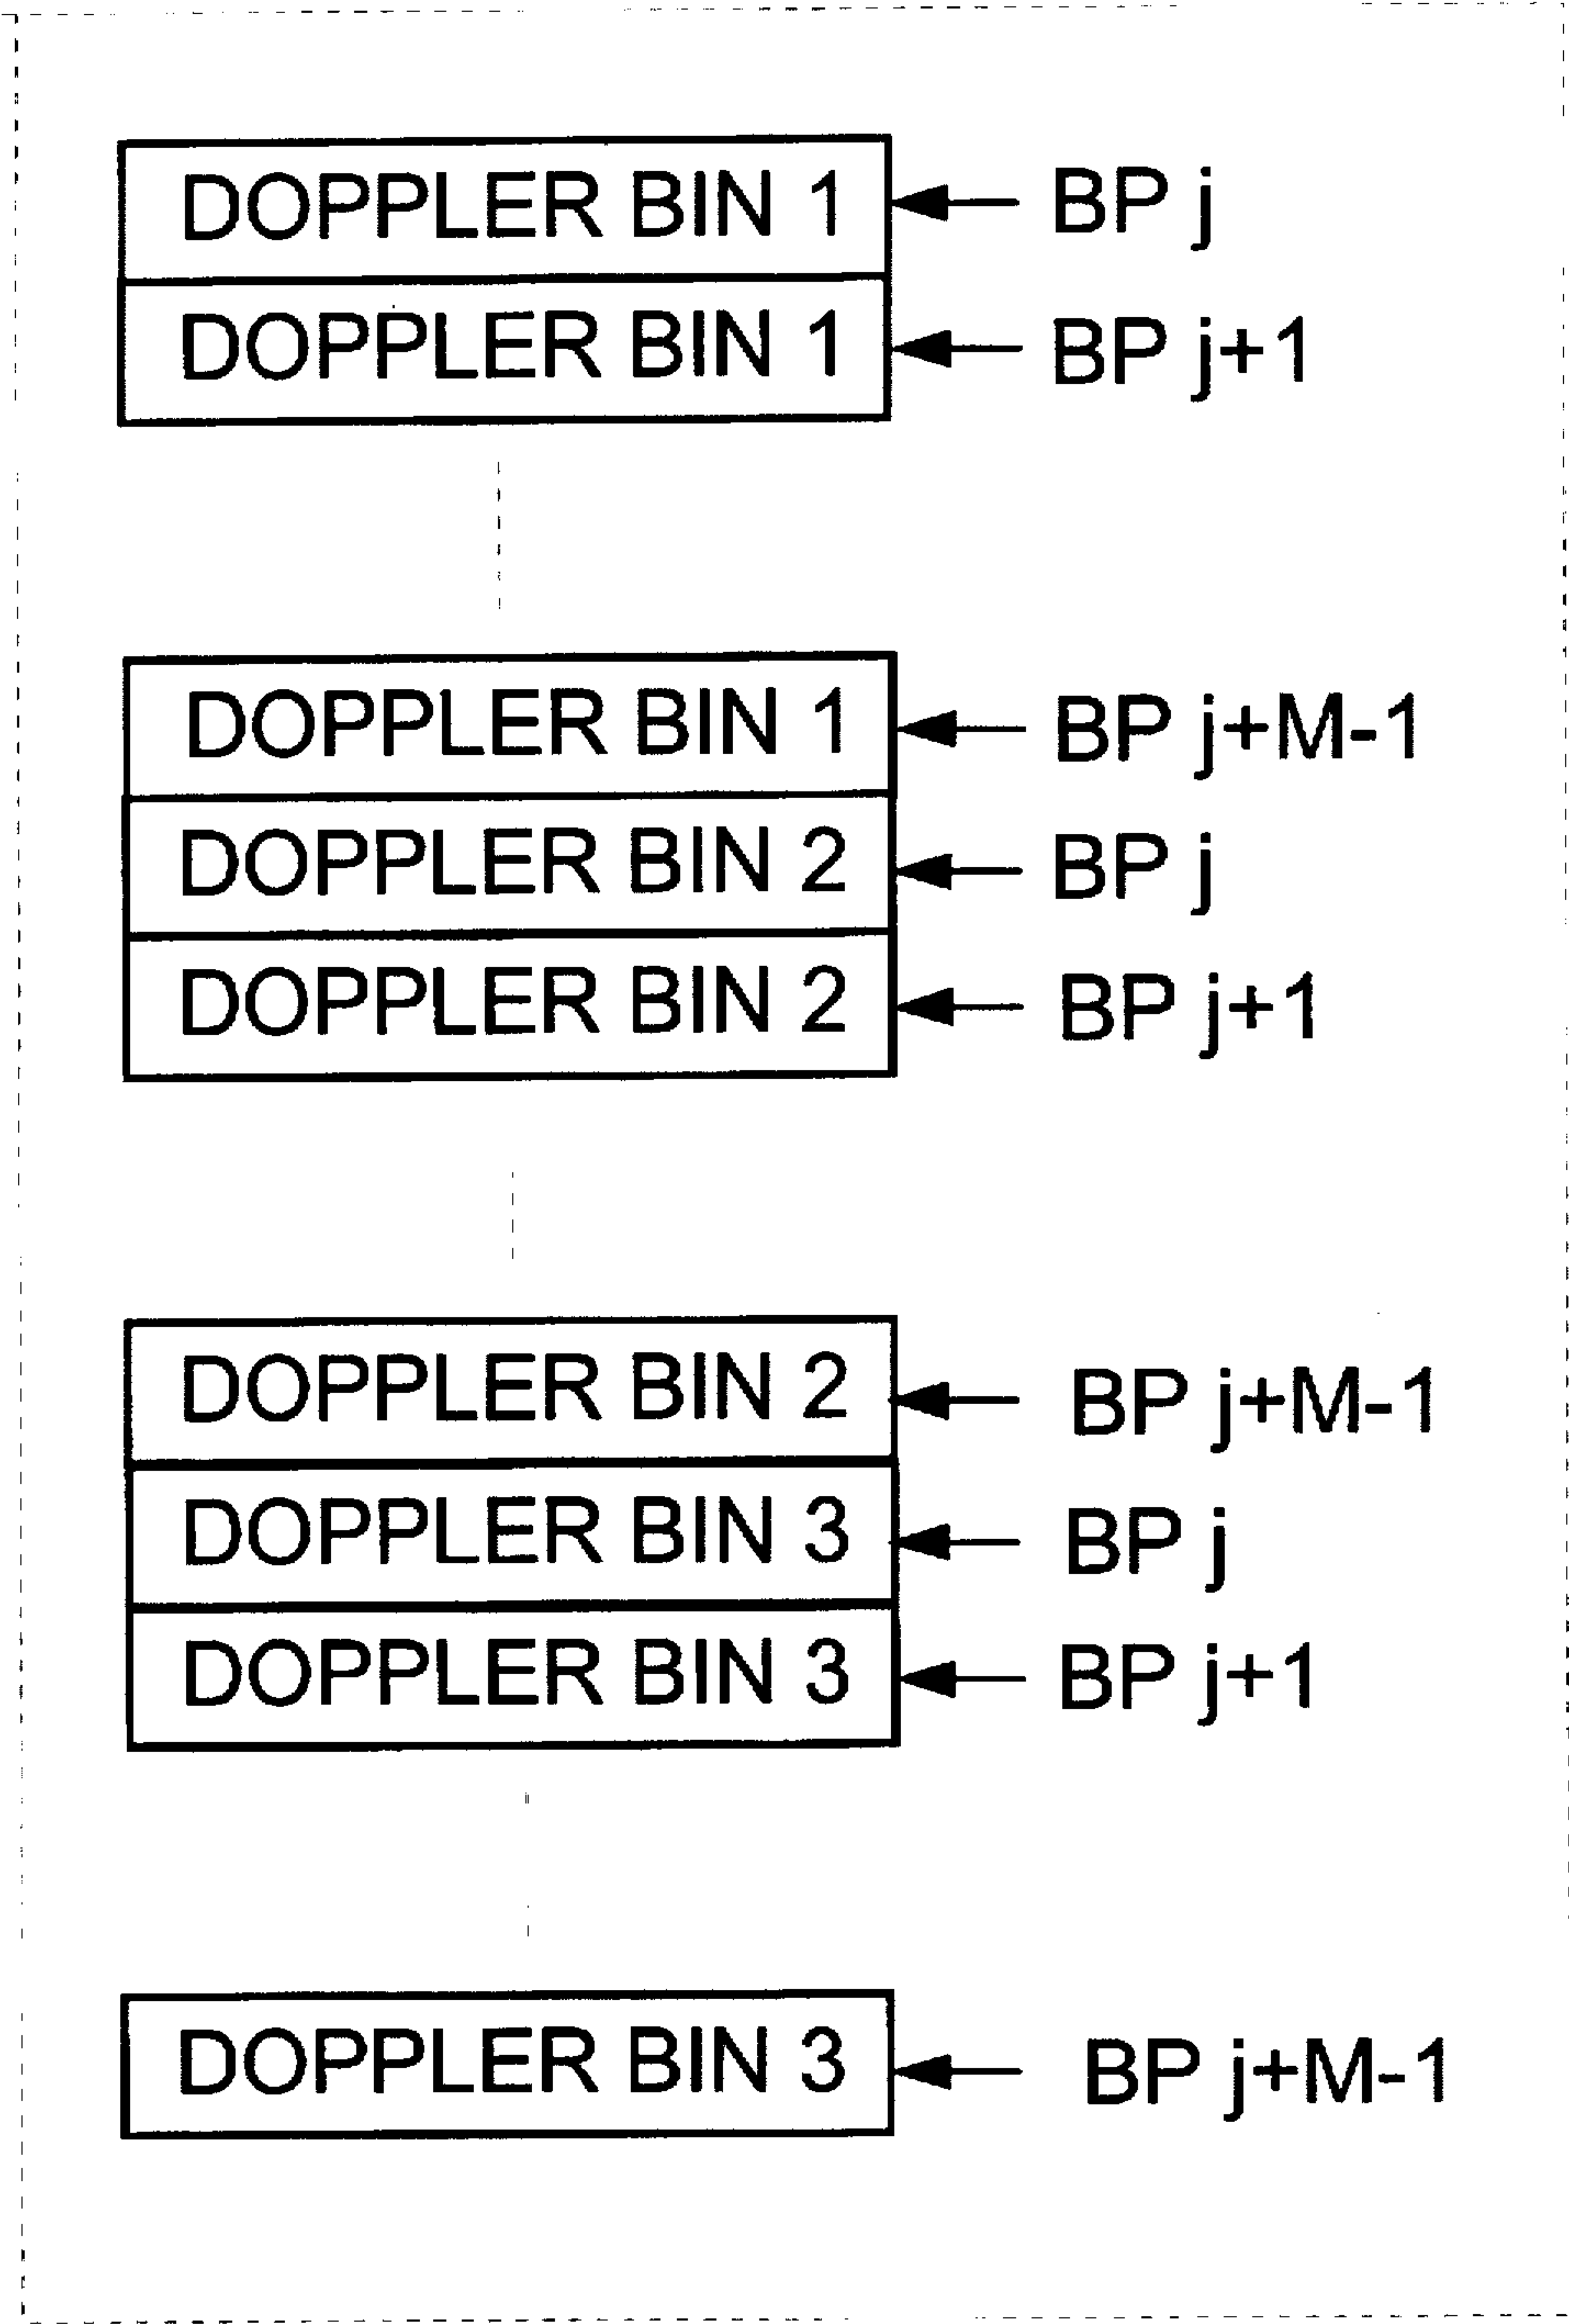 DOPPLER BIN 1 BP j
DOPPLER BIN 1 BP j+1
DOPPLER BIN 1 BP j+M-1
DOPPLER BIN 2 BP j
DOPPLER BIN 2 BP j+1
DOPPLER BIN 2 BP j+M-1
DOPPLER BIN 3 BP j
DOPPLER BIN 3 BP j+1
DOPPLER BIN 3 BP j+M-1